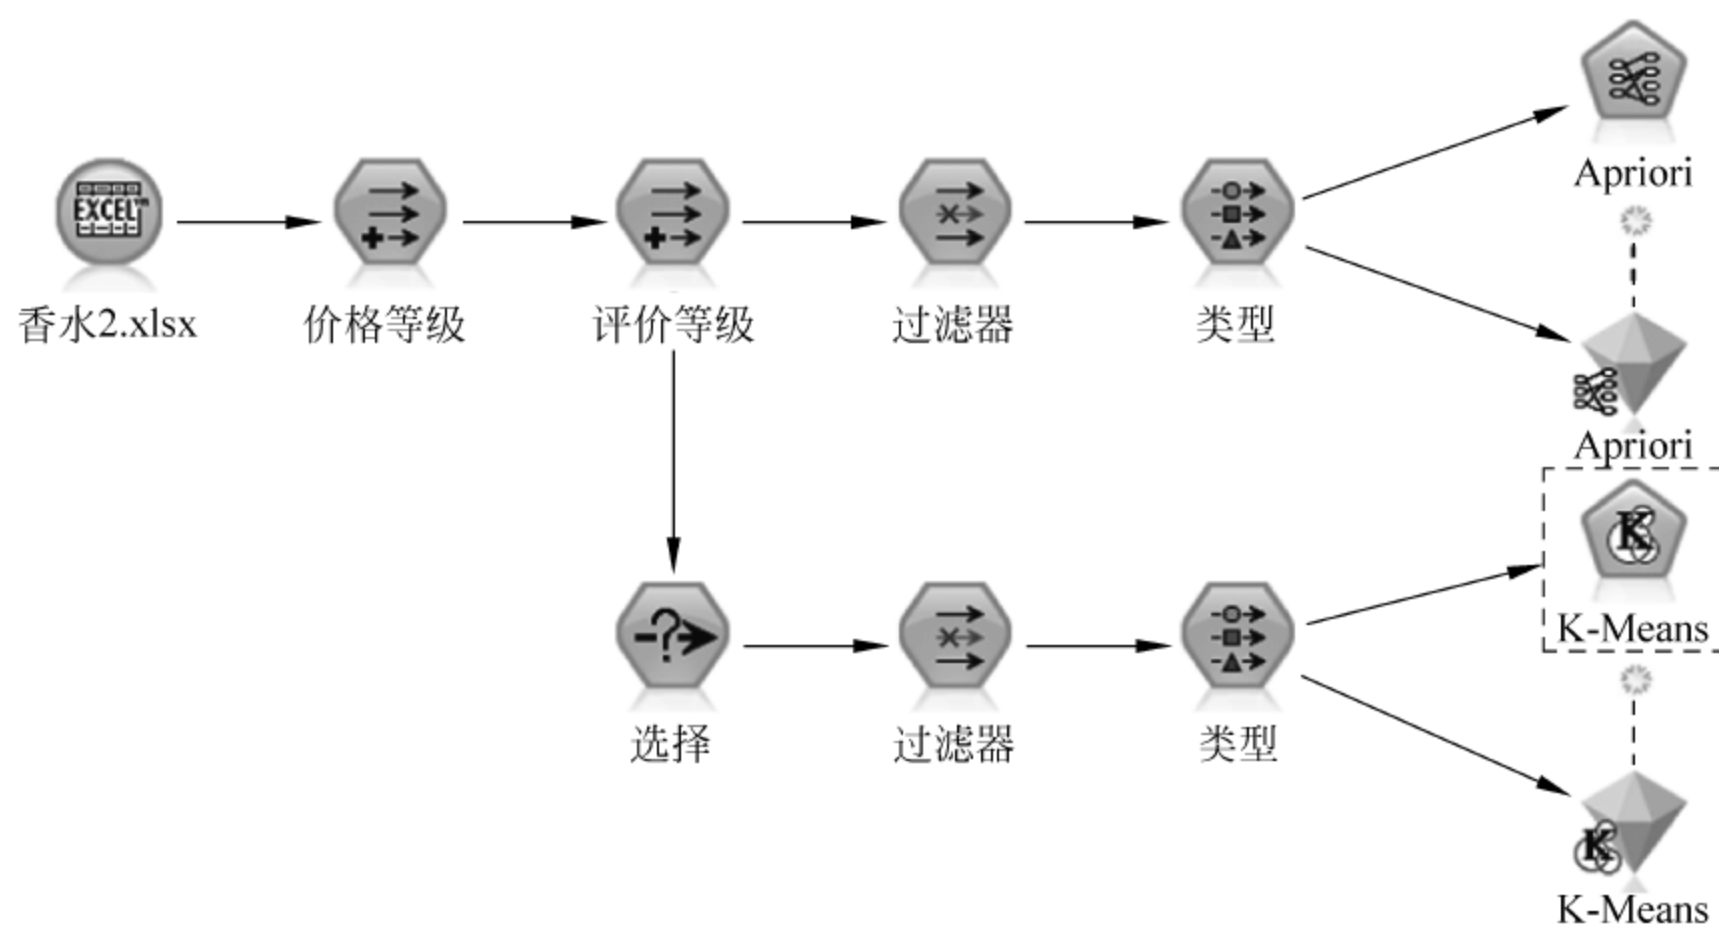 Apriori
EXCEL
香水2.xlsx
价格等级
评价等级
过滤器
类型
Apriori
K
K-Means
选择
过滤器
类型
K
K-Means